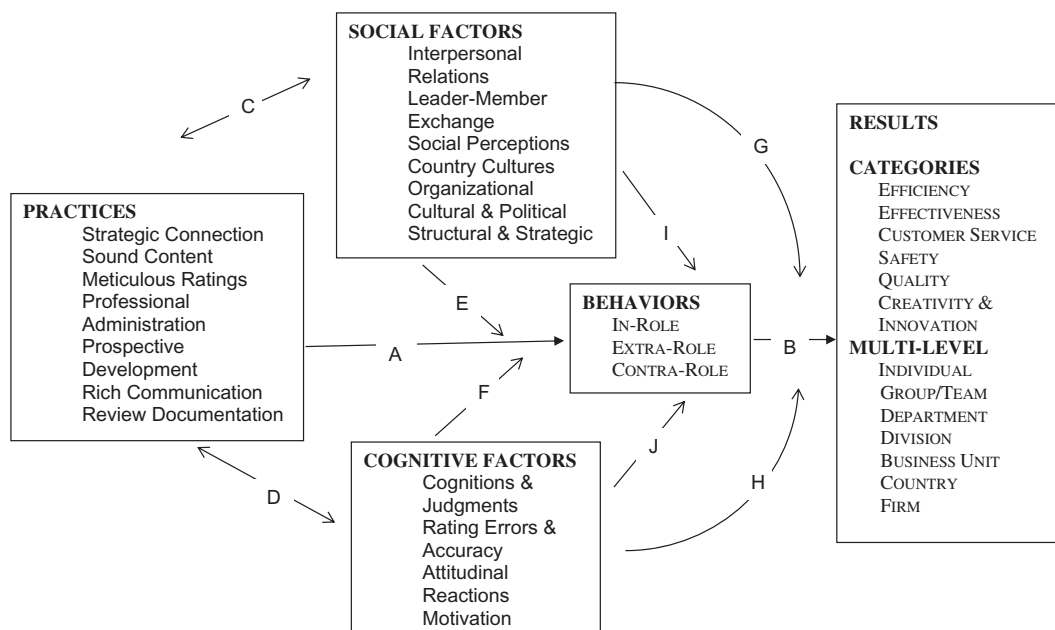 SOCIAL FACTORS
Interpersonal
Relations
Leader-Member
Exchange
Social Perceptions
Country Cultures
Organizational
Cultural & Political
Structural & Strategic
C
G
RESULTS
CATEGORIES
EFFICIENCY
EFFECTIVENESS
CUSTOMER SERVICE
SAFETY
QUALITY
CREATIVITY &
INNOVATION
MULTI-LEVEL
INDIVIDUAL
GROUP/TEAM
DEPARTMENT
DIVISION
BUSINESS UNIT
COUNTRY
FIRM
PRACTICES
Strategic Connection
Sound Content
Meticulous Ratings
Professional
Administration
Prospective
Development
Rich Communication
Review Documentation
I
E
A
F
BEHAVIORS
IN-ROLE
EXTRA-ROLE
CONTRA-ROLE
B
J
H
D
COGNITIVE FACTORS
Cognitions &
Judgments
Rating Errors &
Accuracy
Attitudinal
Reactions
Motivation